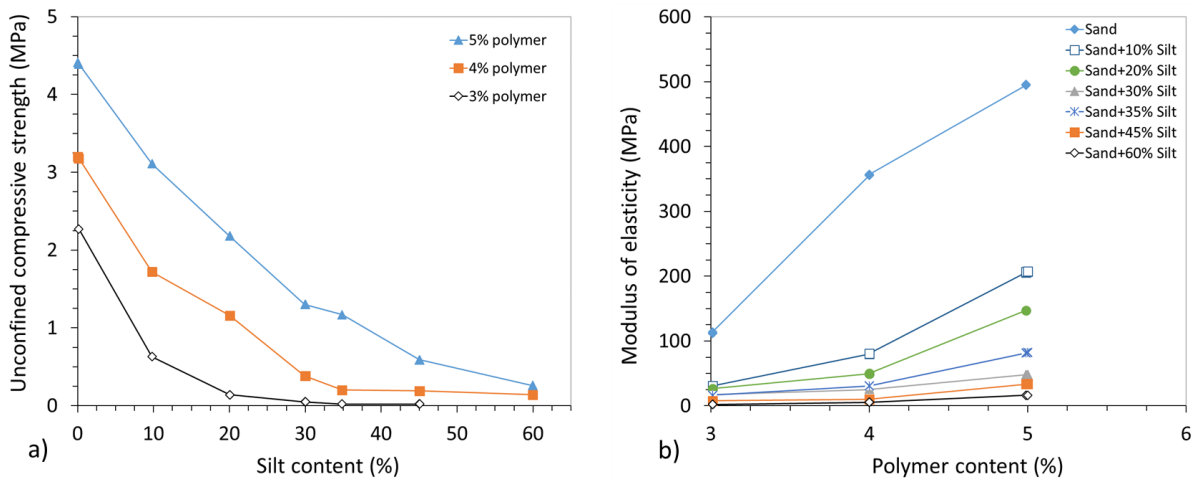 Unconfined compressive strength (MPa)
5
4
3
2
1
0
5% polymer
4% polymer
3% polymer
0 10 20 30 40 50 60
Silt content (%)
a)
Modulus of elasticity (MPa)
600
500
400
300
200
100
0
Sand
Sand+10% Silt
Sand+20% Silt
Sand+30% Silt
Sand+35% Silt
Sand+45% Silt
Sand+60% Silt
3 4 5 6
Polymer content (%)
b)